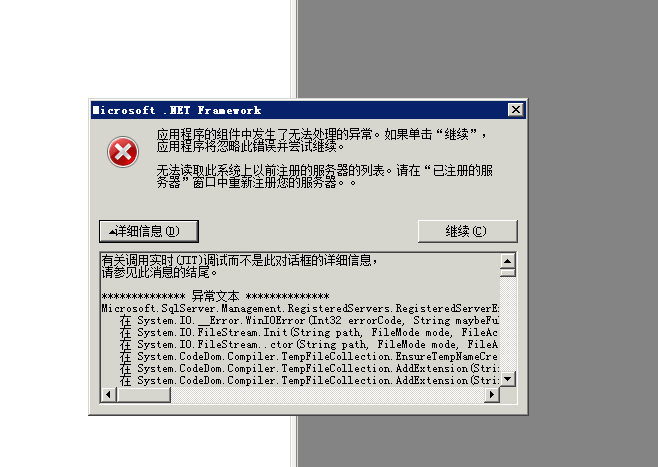 Microsoft .NET Framework
应用程序的组件中发生了无法处理的异常。如果单击“继续”，
应用程序将忽略此错误并尝试继续。
无法读取此系统上以前注册的服务器的列表。请在“已注册的服
务器”窗口中重新注册您的服务器。。
详细信息(D)
继续(C)
有关调用实时(JIT)调试而不是此对话框的详细信息，
请参见此消息的结尾。
************** 异常文本 **************
Microsoft.SqlServer.Management.RegisteredServers.RegisteredServerE
在 System.IO.__Error.WinIOError(Int32 errorCode, String maybeFu
在 System.IO.FileStream.Init(String path, FileMode mode, FileAc
在 System.IO.FileStream..ctor(String path, FileMode mode, FileA
在 System.CodeDom.Compiler.TempFileCollection.EnsureTempNameCre
在 System.CodeDom.Compiler.TempFileCollection.AddExtension(Stri
在 System.CodeDom.Compiler.TempFileCollection.AddExtension(Stri